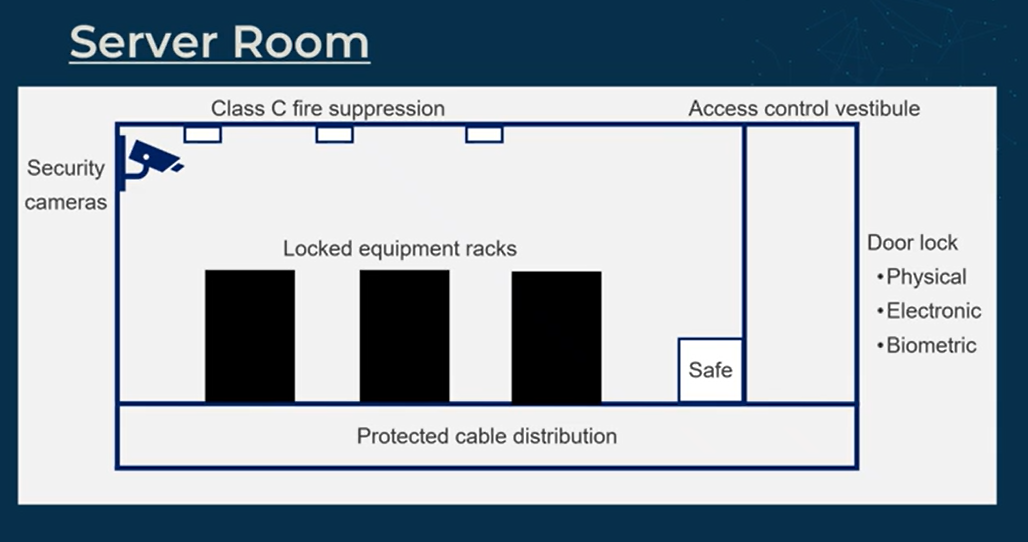 Server Room
Class C fire suppression
Access control vestibule
Security
cameras
Locked equipment racks
Door lock
•Physical
•Electronic
•Biometric
Safe
Protected cable distribution